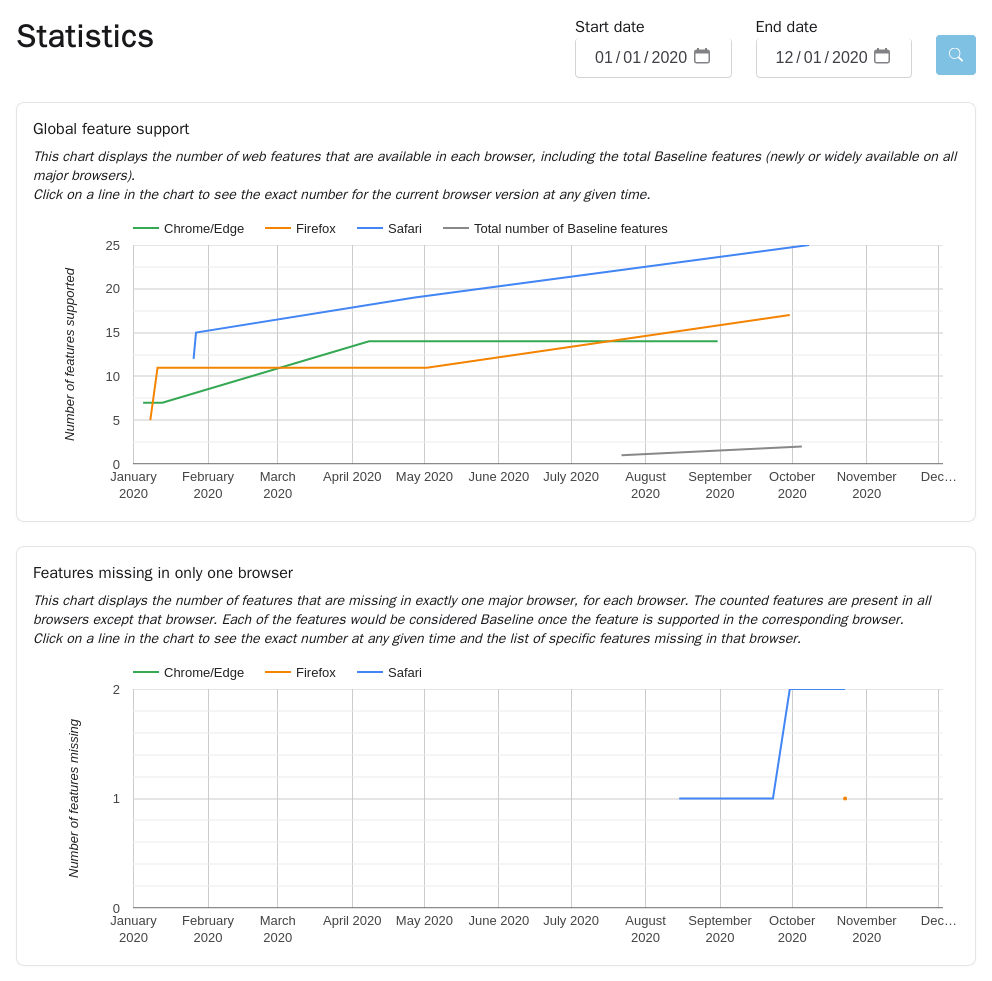 Statistics
Start date
End date
01/01/2020
12/01/2020
Global feature support
This chart displays the number of web features that are available in each browser, including the total Baseline features (newly or widely available on all
major browsers).
Click on a line in the chart to see the exact number for the current browser version at any given time.
Chrome/Edge Firefox Safari Total number of Baseline features
Number of features supported
25
20
15
10
5
0
January 2020 February 2020 March 2020 April 2020 May 2020 June 2020 July 2020 August 2020 September 2020 October 2020 November 2020 Dec…
Features missing in only one browser
This chart displays the number of features that are missing in exactly one major browser, for each browser. The counted features are present in all
browsers except that browser. Each of the features would be considered Baseline once the feature is supported in the corresponding browser.
Click on a line in the chart to see the exact number at any given time and the list of specific features missing in that browser.
Chrome/Edge Firefox Safari
Number of features missing
2
1
0
January 2020 February 2020 March 2020 April 2020 May 2020 June 2020 July 2020 August 2020 September 2020 October 2020 November 2020 Dec…